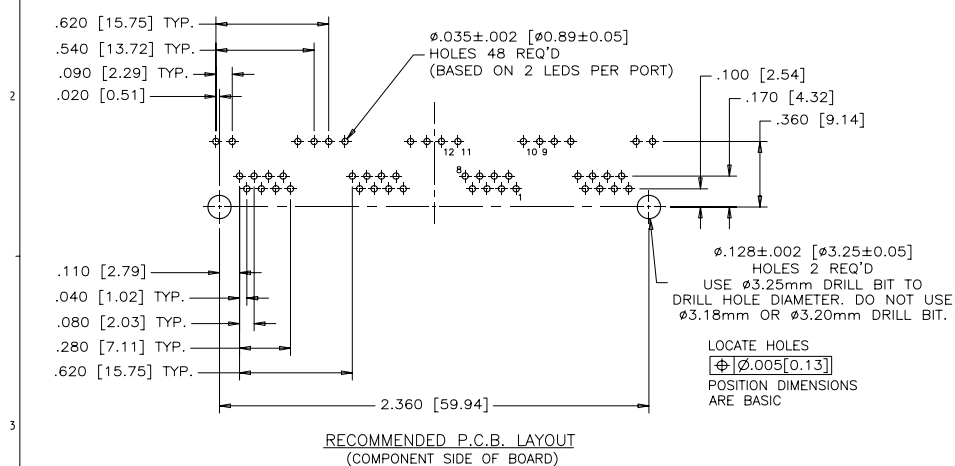 .620 [15.75] TYP.
.540 [13.72] TYP.
.090 [2.29] TYP.
.020 [0.51]
ø.035±.002 [ø0.89±0.05]
HOLES 48 REQ'D
(BASED ON 2 LEDS PER PORT)
.100 [2.54]
.170 [4.32]
.360 [9.14]
2
12 11
10 9
8
1
.110 [2.79]
.040 [1.02] TYP.
.080 [2.03] TYP.
.280 [7.11] TYP.
.620 [15.75] TYP.
ø.128±.002 [ø3.25±0.05]
HOLES 2 REQ'D
USE ø3.25mm DRILL BIT TO
DRILL HOLE DIAMETER. DO NOT USE
ø3.18mm OR ø3.20mm DRILL BIT.
LOCATE HOLES
⌖ Ø.005[0.13]
POSITION DIMENSIONS
ARE BASIC
2.360 [59.94]
3
RECOMMENDED P.C.B. LAYOUT
(COMPONENT SIDE OF BOARD)